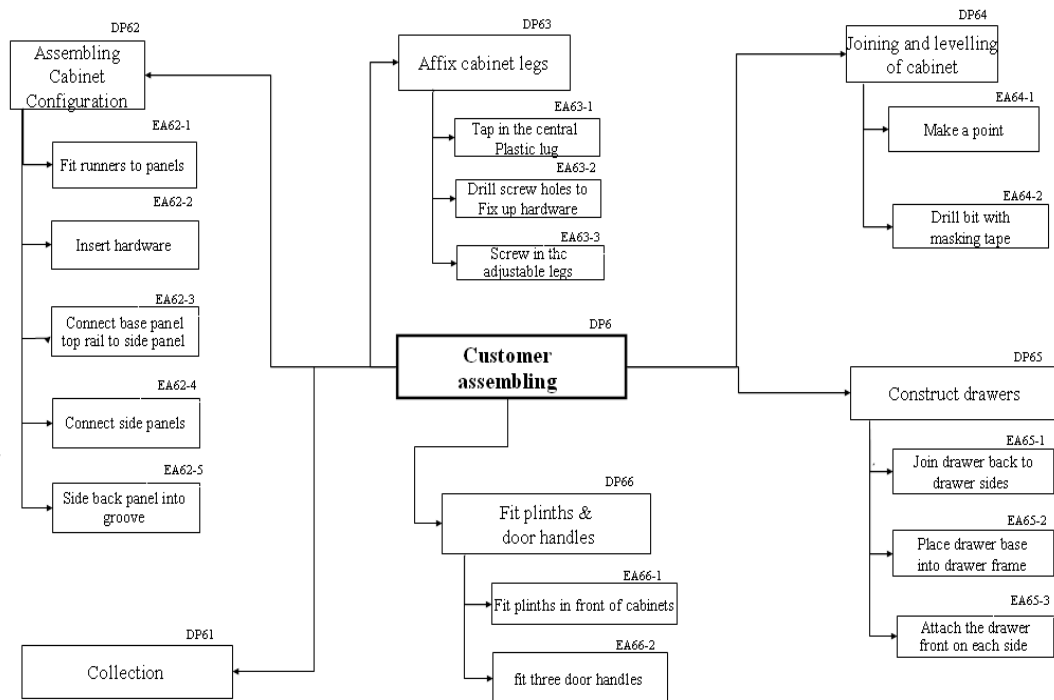 DP62
Assembling
Cabinet
Configuration
EA62-1
Fit runners to panels
EA62-2
Insert hardware
EA62-3
Connect base panel
top rail to side panel
EA62-4
Connect side panels
EA62-5
Side back panel into
groove
DP61
Collection
DP63
Affix cabinet legs
EA63-1
Tap in the central
Plastic lug
EA63-2
Drill screw holes to
Fix up hardware
EA63-3
Screw in the
adjustable legs
DP6
Customer
assembling
DP66
Fit plinths &
door handles
EA66-1
Fit plinths in front of cabinets
EA66-2
fit three door handles
DP64
Joining and levelling
of cabinet
EA64-1
Make a point
EA64-2
Drill bit with
masking tape
DP65
Construct drawers
EA65-1
Join drawer back to
drawer sides
EA65-2
Place drawer base
into drawer frame
EA65-3
Attach the drawer
front on each side